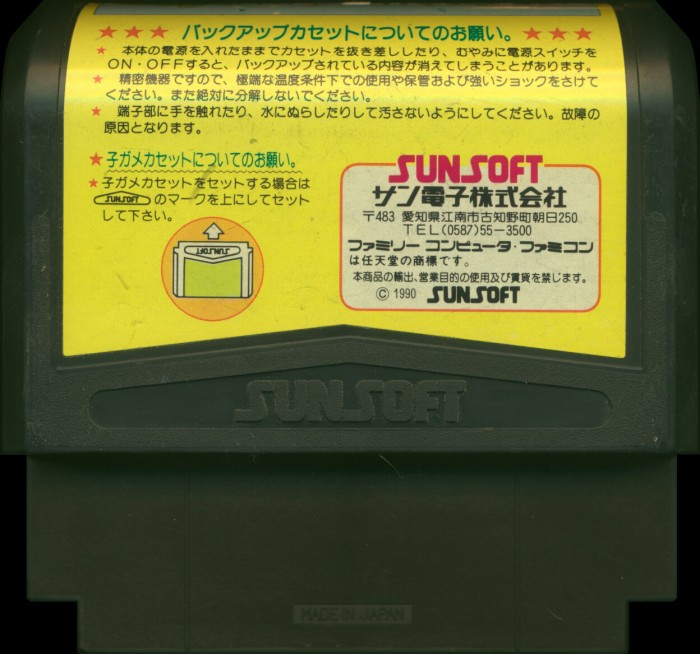 ★★★ バックアップカセットについてのお願い。★★★
★ 本体の電源を入れたままでカセットを抜き差ししたり、むやみに電源スイッチを
ON・OFFすると、バックアップされている内容が消えてしまうことがあります。
★ 精密機器ですので、極端な温度条件下での使用や保管および強いショックをさけて
ください。また絶対に分解しないでください。
★ 端子部に手を触れたり、水にぬらしたりして汚さないようにしてください。故障の
原因となります。
★子ガメカセットについてのお願い。
★子ガメカセットをセットする場合は
SUNSOFT のマークを上にしてセット
して下さい。
SUNSOFT
SUNSOFT
サン電子株式会社
〒483 愛知県江南市古知野町朝日250
TEL(0587)55-3500
ファミリー コンピュータ・ファミコン
は任天堂の商標です。
本商品の輸出、営業目的の使用及び賃貸を禁じます。
© 1990 SUNSOFT
SUNSOFT
MADE IN JAPAN